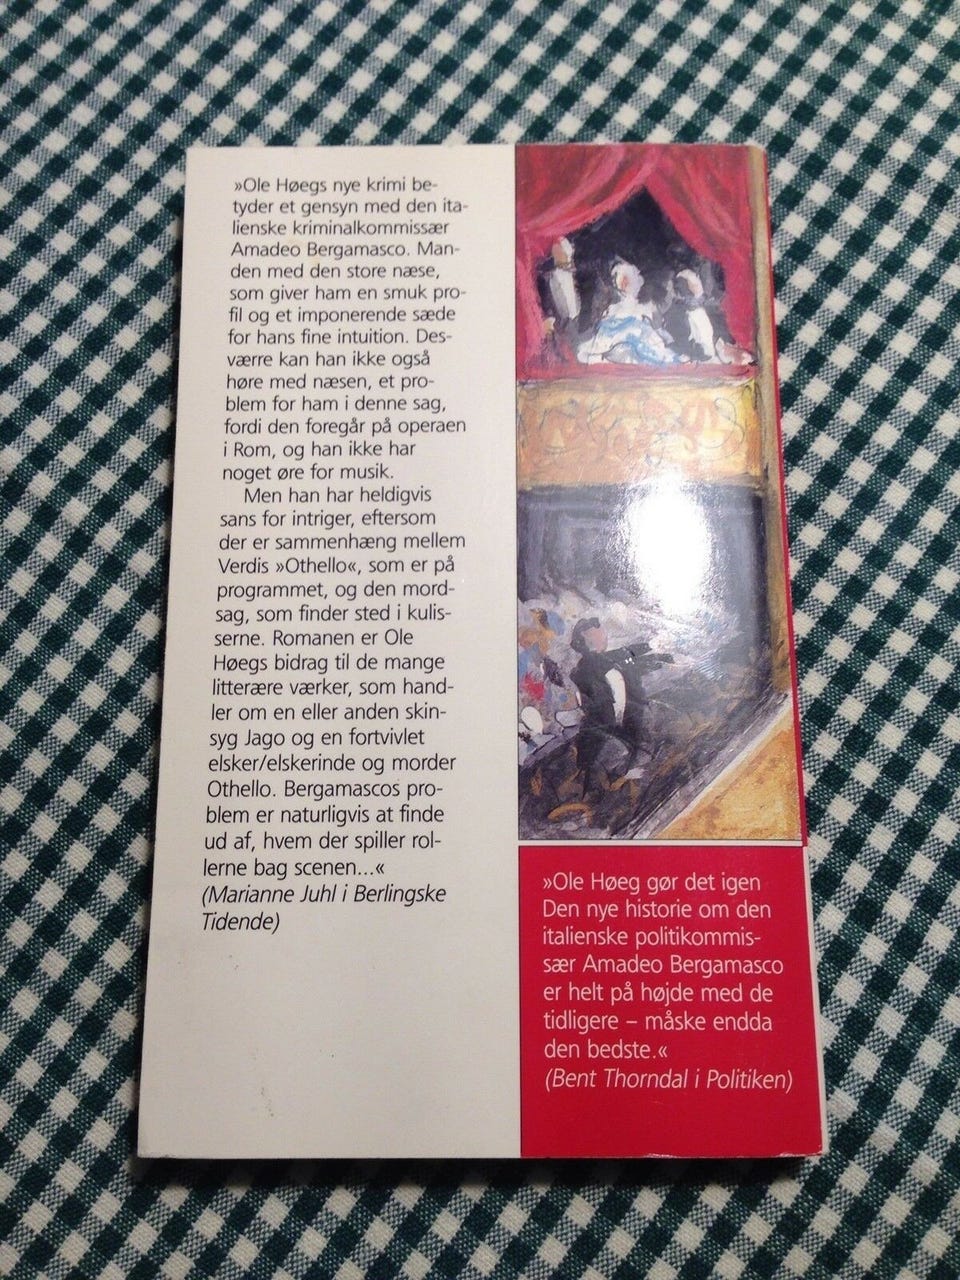 »Ole Høegs nye krimi be-
tyder et gensyn med den ita-
lienske kriminalkommissær
Amadeo Bergamasco. Man-
den med den store næse,
som giver ham en smuk pro-
fil og et imponerende sæde
for hans fine intuition. Des-
værre kan han ikke også
høre med næsen, et pro-
blem for ham i denne sag,
fordi den foregår på operaen
i Rom, og han ikke har
noget øre for musik.
Men han har heldigvis
sans for intriger, eftersom
der er sammenhæng mellem
Verdis »Othello«, som er på
programmet, og den mord-
sag, som finder sted i kulis-
serne. Romanen er Ole
Høegs bidrag til de mange
litterære værker, som hand-
ler om en eller anden skin-
syg Jago og en fortvivlet
elsker/elskerinde og morder
Othello. Bergamascos pro-
blem er naturligvis at finde
ud af, hvem der spiller rol-
lerne bag scenen...«
(Marianne Juhl i Berlingske
Tidende)
»Ole Høeg gør det igen
Den nye historie om den
italienske politikommis-
sær Amadeo Bergamasco
er helt på højde med de
tidligere – måske endda
den bedste.«
(Bent Thorndal i Politiken)